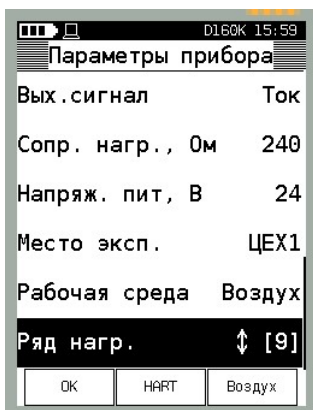 D160K 15:59
Параметры прибора
Вых.сигнал Ток
Сопр. нагр., Ом 240
Напряж. пит, В 24
Место эксп. ЦЕХ1
Рабочая среда Воздух
Ряд нагр. ↕ [9]
OK HART Воздух